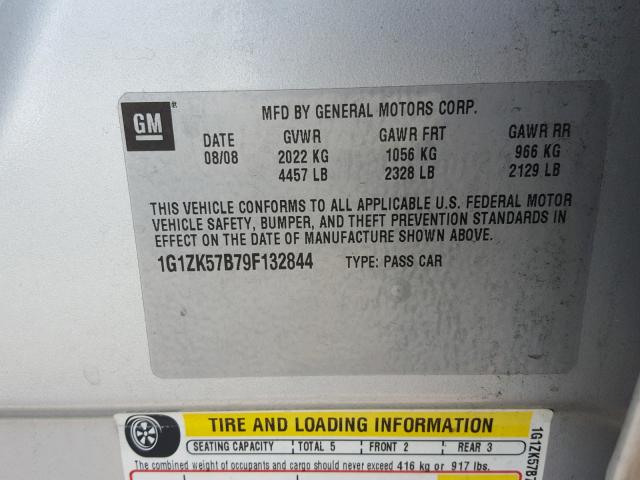 GM
MFD BY GENERAL MOTORS CORP.
DATE GVWR GAWR FRT GAWR RR
08/08 2022 KG 1056 KG 966 KG
4457 LB 2328 LB 2129 LB
THIS VEHICLE CONFORMS TO ALL APPLICABLE U.S. FEDERAL MOTOR
VEHICLE SAFETY, BUMPER, AND THEFT PREVENTION STANDARDS IN
EFFECT ON THE DATE OF MANUFACTURE SHOWN ABOVE.
1G1ZK57B79F132844 TYPE: PASS CAR
TIRE AND LOADING INFORMATION
SEATING CAPACITY TOTAL 5 FRONT 2 REAR 3
The combined weight of occupants and cargo should never exceed 416 kg or 917 lbs.
1G1ZK57B7